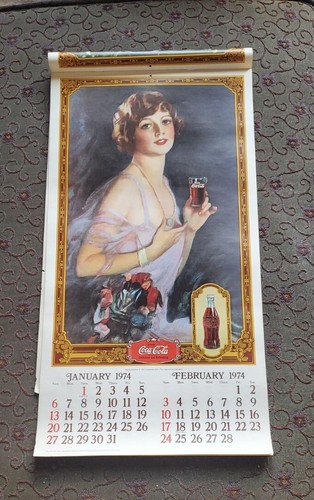 Coca-Cola
Coca-Cola
JANUARY 1974 FEBRUARY 1974
1 2 3 4 5 1 2
6 7 8 9 10 11 12 3 4 5 6 7 8 9
13 14 15 16 17 18 19 10 11 12 13 14 15 16
20 21 22 23 24 25 26 17 18 19 20 21 22 23
27 28 29 30 31 24 25 26 27 28